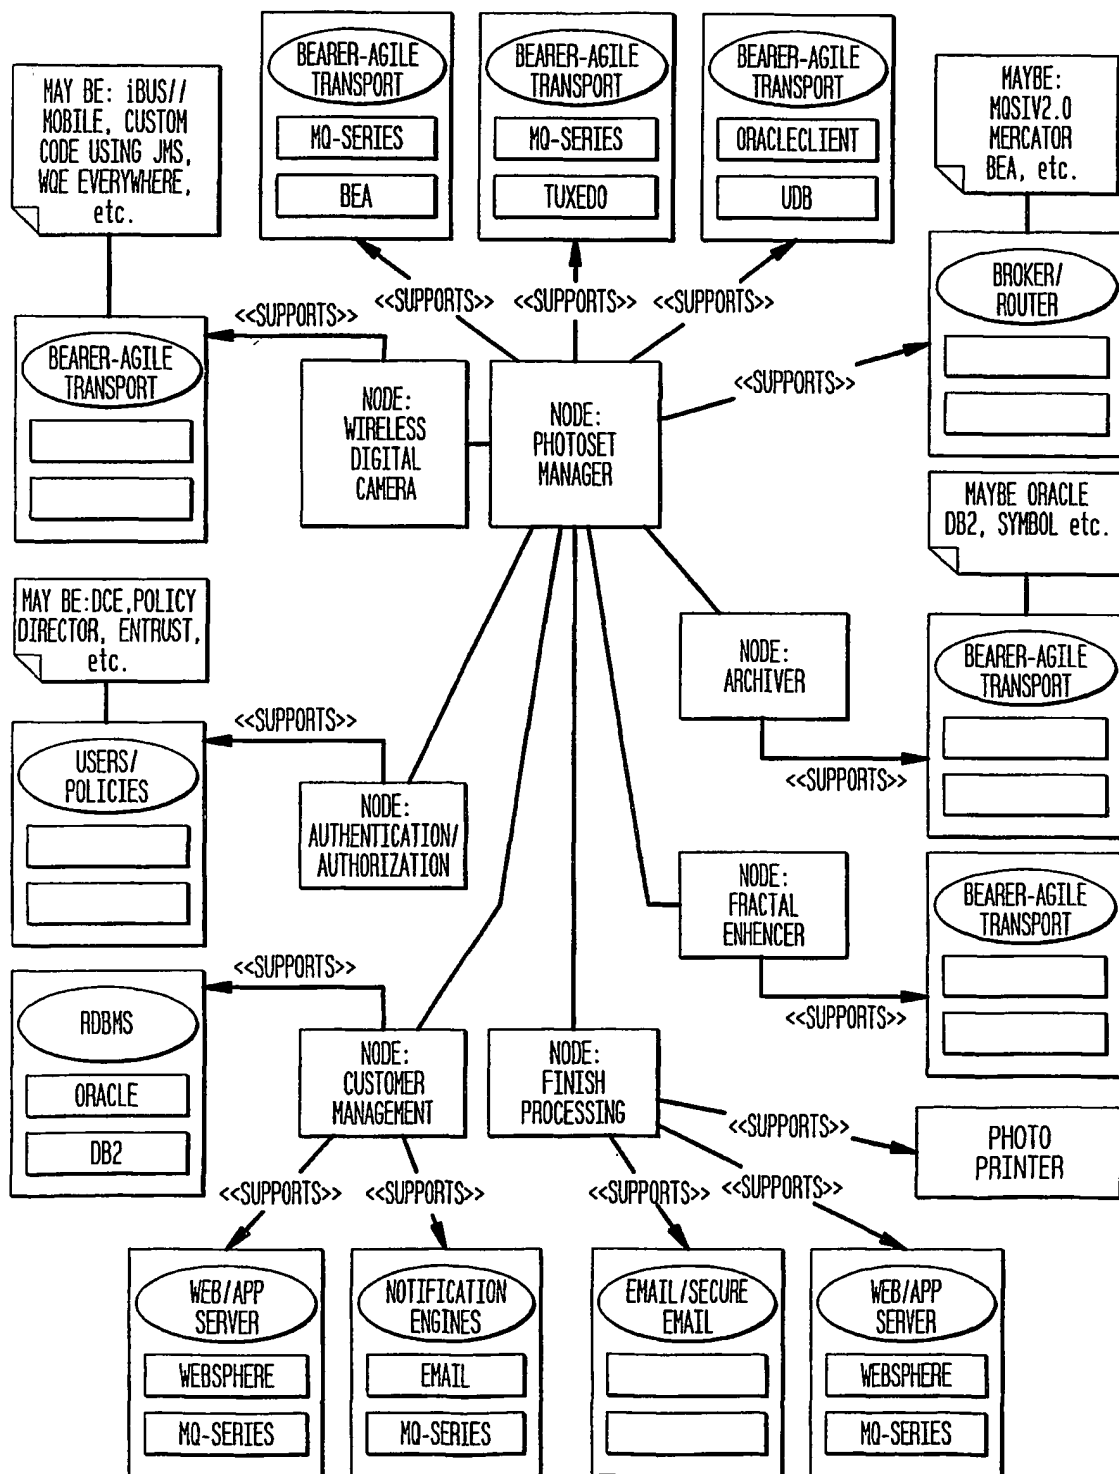 BEARER-AGILE
TRANSPORT
MQ-SERIES
BEA
BEARER-AGILE
TRANSPORT
MQ-SERIES
TUXEDO
BEARER-AGILE
TRANSPORT
ORACLECLIENT
UDB
MAY BE: iBUS//
MOBILE, CUSTOM
CODE USING JMS,
WQE EVERYWHERE,
etc.
MAYBE:
MQSIV2.0
MERCATOR
BEA, etc.
<<SUPPORTS>>
<<SUPPORTS>>
<<SUPPORTS>>
<<SUPPORTS>>
<<SUPPORTS>>
BROKER/
ROUTER
BEARER-AGILE
TRANSPORT
NODE:
WIRELESS
DIGITAL
CAMERA
NODE:
PHOTOSET
MANAGER
MAYBE ORACLE
DB2, SYMBOL etc.
MAY BE:DCE,POLICY
DIRECTOR, ENTRUST,
etc.
NODE:
ARCHIVER
BEARER-AGILE
TRANSPORT
<<SUPPORTS>>
<<SUPPORTS>>
USERS/
POLICIES
NODE:
AUTHENTICATION/
AUTHORIZATION
NODE:
FRACTAL
ENHENCER
BEARER-AGILE
TRANSPORT
<<SUPPORTS>>
<<SUPPORTS>>
RDBMS
ORACLE
DB2
NODE:
CUSTOMER
MANAGEMENT
NODE:
FINISH
PROCESSING
<<SUPPORTS>>
PHOTO
PRINTER
<<SUPPORTS>>
<<SUPPORTS>>
<<SUPPORTS>>
<<SUPPORTS>>
WEB/APP
SERVER
WEBSPHERE
MQ-SERIES
NOTIFICATION
ENGINES
EMAIL
MQ-SERIES
EMAIL/SECURE
EMAIL
WEB/APP
SERVER
WEBSPHERE
MQ-SERIES